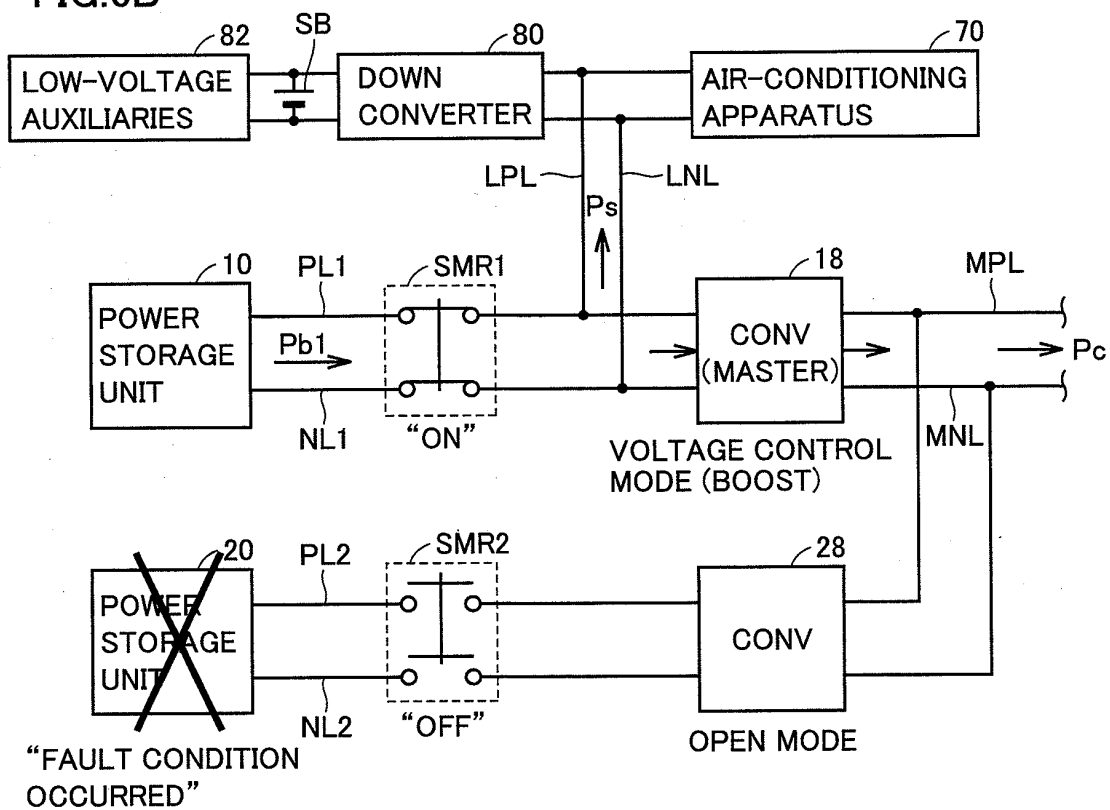 FIG.6B
82
SB
80
70
LOW-VOLTAGE
AUXILIARIES
DOWN
CONVERTER
AIR-CONDITIONING
APPARATUS
LPL
LNL
Ps
10
PL1
SMR1
18
MPL
POWER
STORAGE
UNIT
Pb1
CONV
(MASTER)
Pc
NL1
"ON"
MNL
VOLTAGE CONTROL
MODE (BOOST)
20
PL2
SMR2
28
POWER
STORAGE
UNIT
CONV
NL2
"OFF"
OPEN MODE
"FAULT CONDITION
OCCURRED"